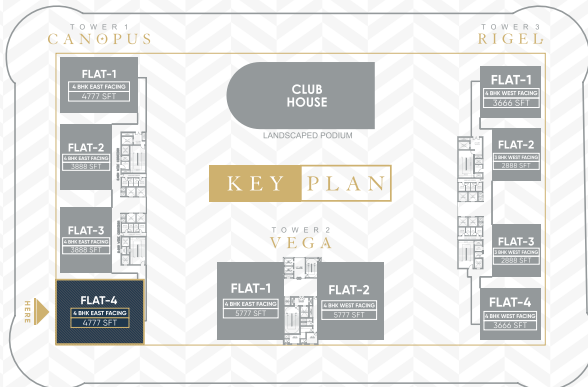 TOWER 1
CANOPUS
FLAT-1
4 BHK EAST FACING
4777 SFT
FLAT-2
4 BHK EAST FACING
3888 SFT
FLAT-3
4 BHK EAST FACING
3888 SFT
FLAT-4
4 BHK EAST FACING
4777 SFT
HERE
CLUB
HOUSE
LANDSCAPED PODIUM
KEY PLAN
TOWER 2
VEGA
FLAT-1
4 BHK EAST FACING
5777 SFT
FLAT-2
4 BHK WEST FACING
5777 SFT
TOWER 3
RIGEL
FLAT-1
4 BHK WEST FACING
3666 SFT
FLAT-2
3 BHK WEST FACING
2888 SFT
FLAT-3
3 BHK WEST FACING
2888 SFT
FLAT-4
4 BHK WEST FACING
3666 SFT